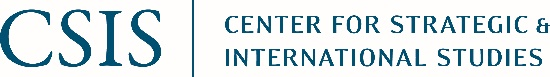 CSIS
CENTER FOR STRATEGIC &
INTERNATIONAL STUDIES